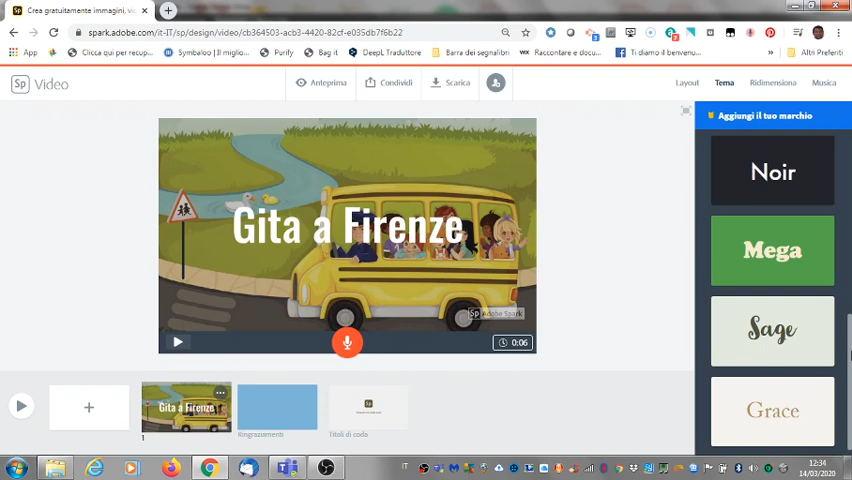 Crea gratuitamente immagini, vi
spark.adobe.com/it-IT/sp/design/video/cb364503-acb3-4420-82cf-e035db7f6b22
App
Clicca qui per recup...
Symbaloo | Il miglio...
Purify
Bag it
DeepL Traduttore
Barra dei segnalibri
Raccontare e docu...
Ti diamo il benvenu...
»
Altri Preferiti
Sp Video
Anteprima
Condividi
Scarica
Layout
Tema
Ridimensiona
Musica
Aggiungi il tuo marchio
Noir
Mega
Sage
Grace
Gita a Firenze
Sp Adobe Spark
0:06
Gita a Firenze
1
Ringraziamenti
Titoli di coda
IT
12:34
14/03/2020